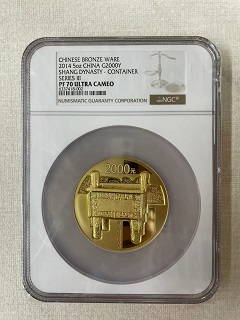 CHINESE BRONZE WARE
2014 5oz CHINA G2000Y
SHANG DYNASTY - CONTAINER
SERIES III
PF 70 ULTRA CAMEO
NGC
NUMISMATIC GUARANTY CORPORATION
2000元